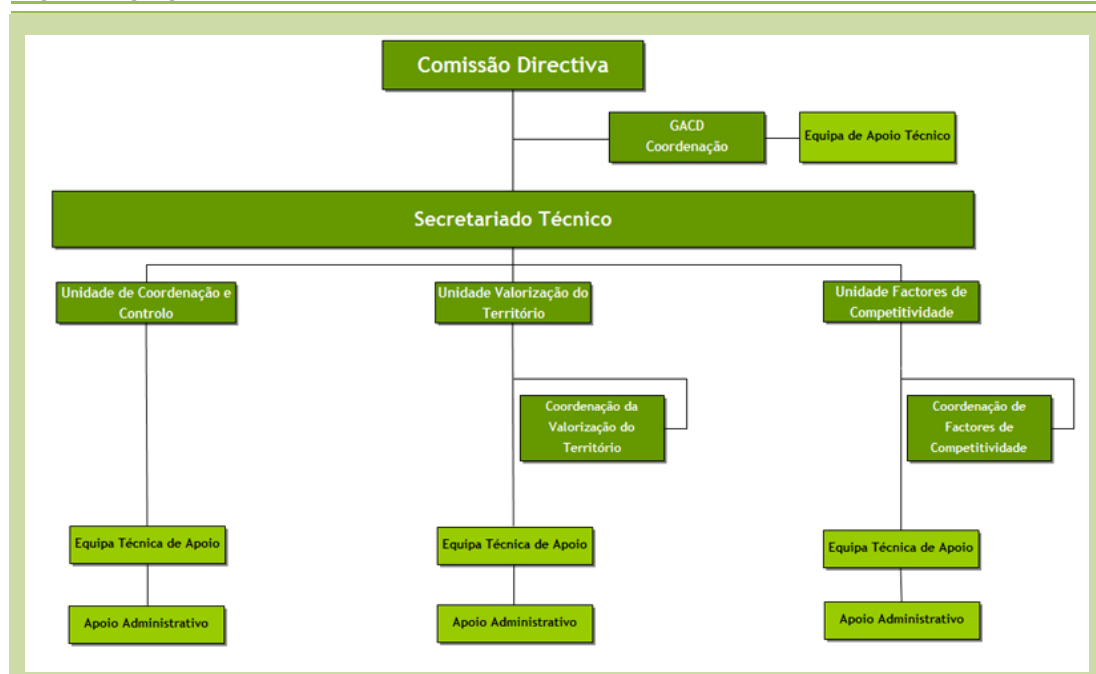 Comissão Directiva
GACD
Coordenação
Equipa de Apoio Técnico
Secretariado Técnico
Unidade de Coordenação e
Controlo
Unidade Valorização do
Território
Unidade Factores de
Competitividade
Coordenação da
Valorização do
Território
Coordenação de
Factores de
Competitividade
Equipa Técnica de Apoio
Equipa Técnica de Apoio
Equipa Técnica de Apoio
Apoio Administrativo
Apoio Administrativo
Apoio Administrativo